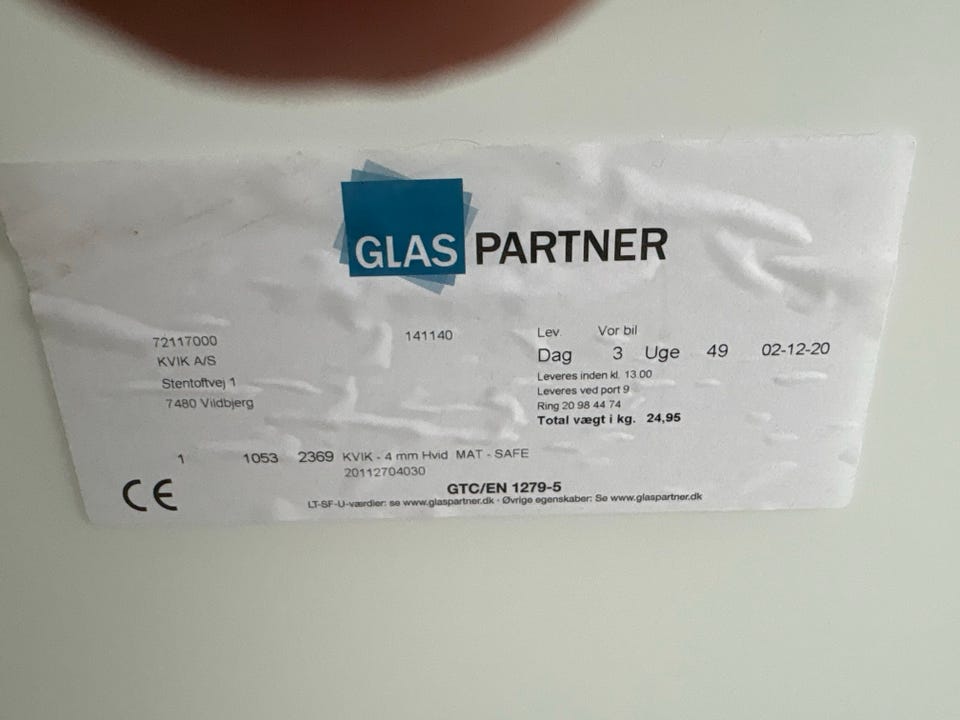 GLAS PARTNER
72117000
KVIK A/S
Stentoftvej 1
7480 Vildbjerg
141140
Lev. Vor bil
Dag 3 Uge 49 02-12-20
Leveres inden kl. 13.00
Leveres ved port 9
Ring 20 98 44 74
Total vægt i kg. 24,95
1 1053 2369 KVIK - 4 mm Hvid MAT - SAFE
20112704030
CE
GTC/EN 1279-5
LT-SF-U-værdier: se www.glaspartner.dk · Øvrige egenskaber: Se www.glaspartner.dk